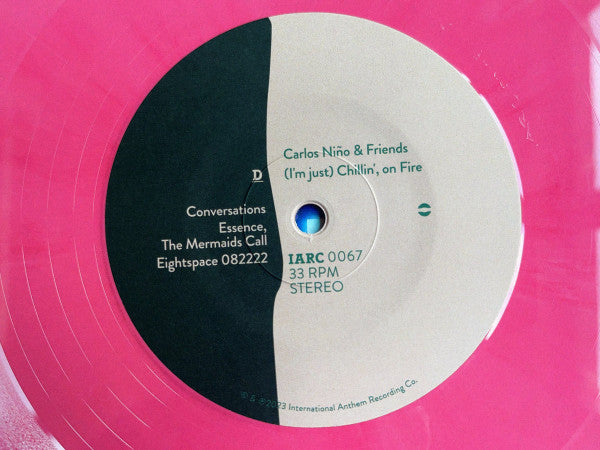 Carlos Niño & Friends
(I'm just) Chillin', on Fire
D
Conversations
Essence,
The Mermaids Call
Eightspace 082222
IARC 0067
33 RPM
STEREO
© & ℗2023 International Anthem Recording Co.